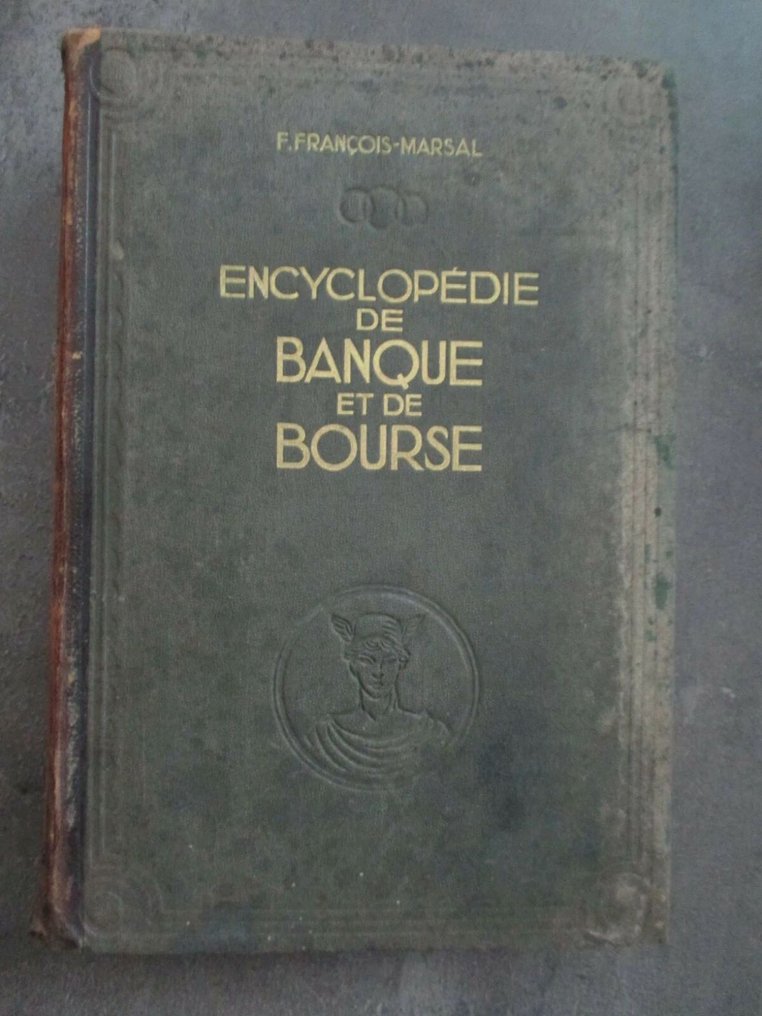 F. FRANÇOIS-MARSAL
ENCYCLOPÉDIE
DE
BANQUE
ET DE
BOURSE